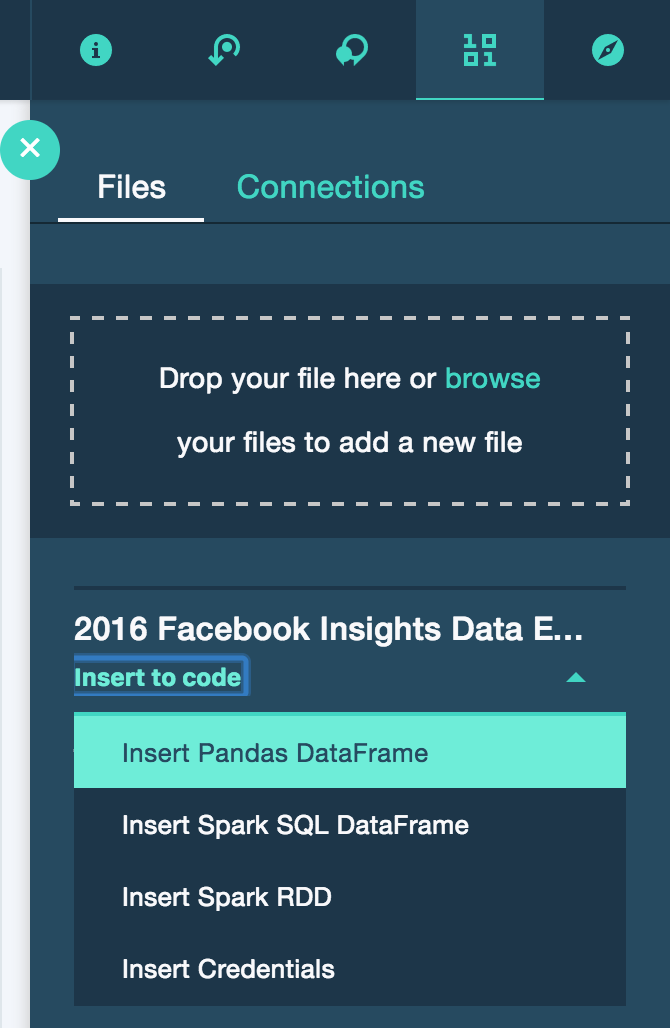 Files
Connections
Drop your file here or browse
your files to add a new file
2016 Facebook Insights Data E...
Insert to code
Insert Pandas DataFrame
Insert Spark SQL DataFrame
Insert Spark RDD
Insert Credentials